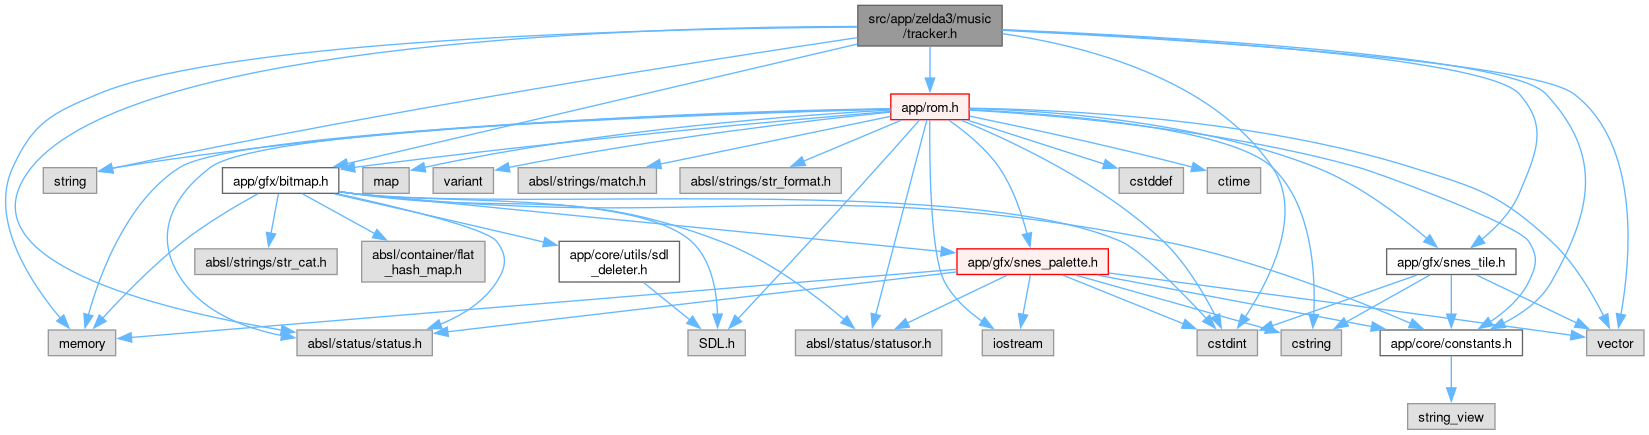 src/app/zelda3/music
/tracker.h
app/rom.h
string
app/gfx/bitmap.h
map
variant
absl/strings/match.h
absl/strings/str_format.h
cstddef
ctime
absl/strings/str_cat.h
absl/container/flat
_hash_map.h
app/core/utils/sdl
_deleter.h
app/gfx/snes_palette.h
app/gfx/snes_tile.h
memory
absl/status/status.h
SDL.h
absl/status/statusor.h
iostream
cstdint
cstring
app/core/constants.h
vector
string_view